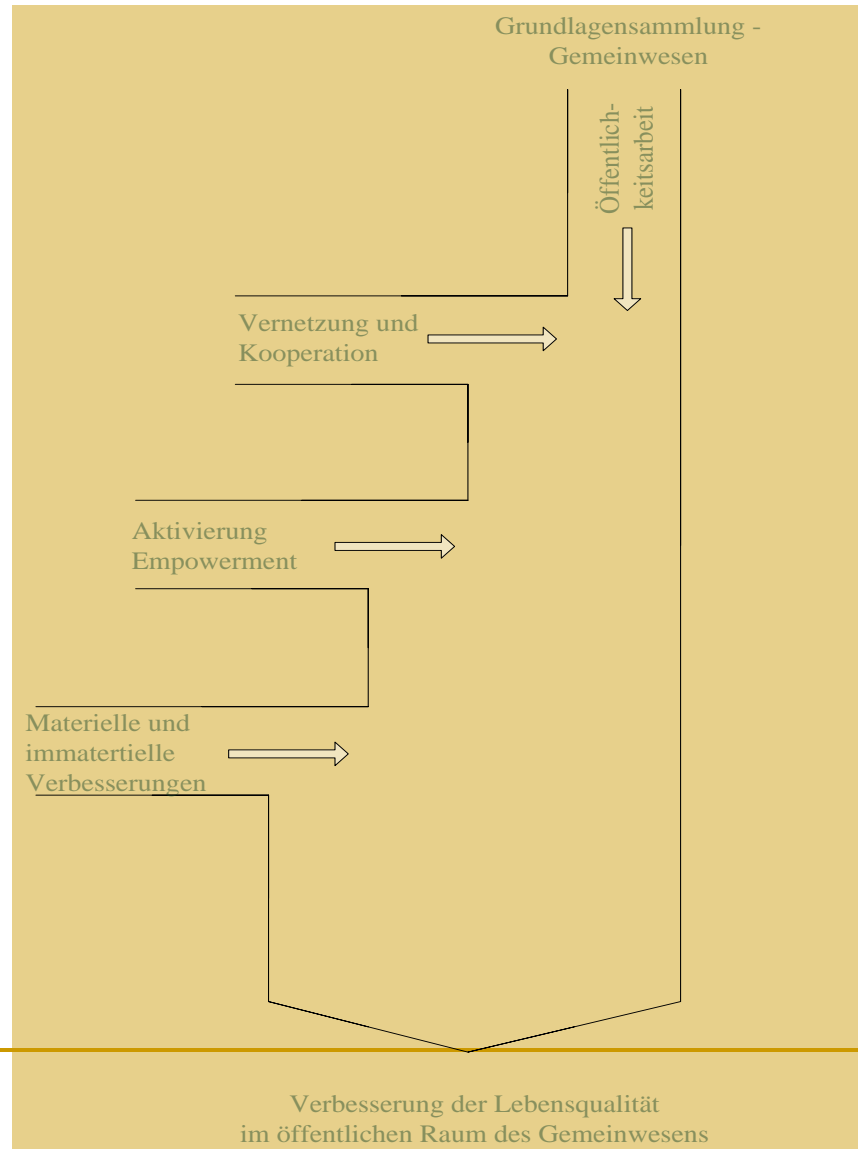 Grundlagensammlung -
Gemeinwesen
Öffentlich-
keitsarbeit
Vernetzung und
Kooperation
Aktivierung
Empowerment
Materielle und
immatertielle
Verbesserungen
Verbesserung der Lebensqualität
im öffentlichen Raum des Gemeinwesens